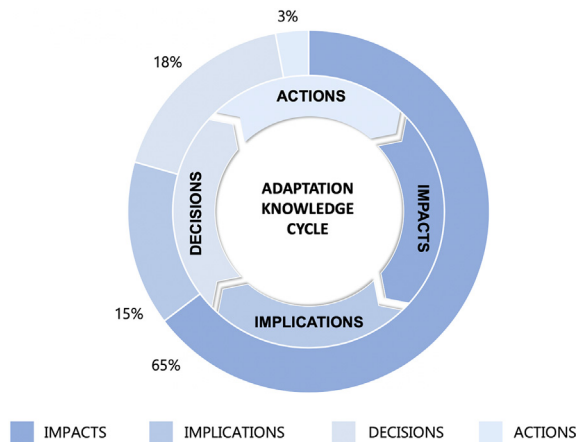 3%
18%
ACTIONS
ADAPTATION
KNOWLEDGE
CYCLE
DECISIONS
IMPACTS
IMPLICATIONS
15%
65%
IMPACTS IMPLICATIONS DECISIONS ACTIONS